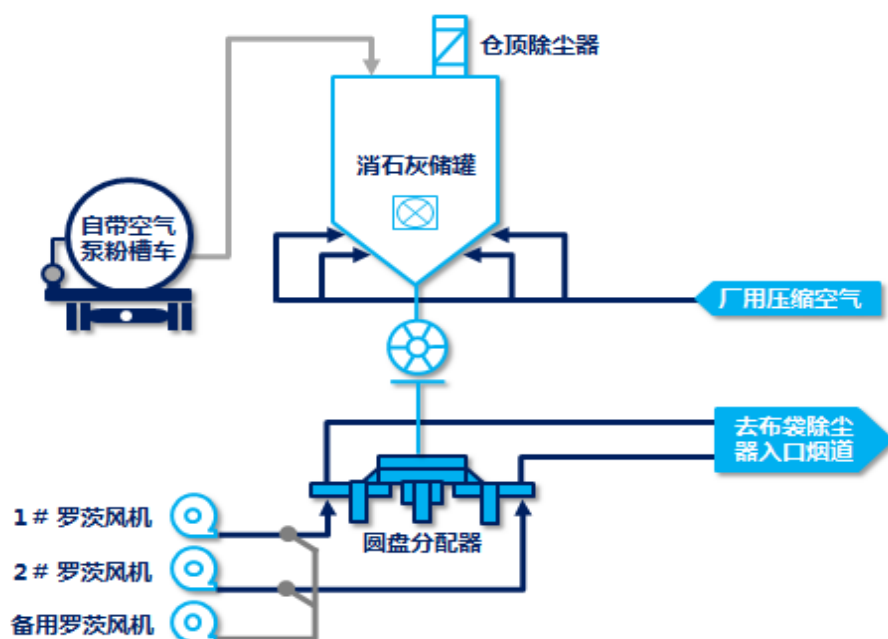 仓顶除尘器
消石灰储罐
自带空气
泵粉槽车
厂用压缩空气
去布袋除尘
器入口烟道
圆盘分配器
1# 罗茨风机
2# 罗茨风机
备用罗茨风机